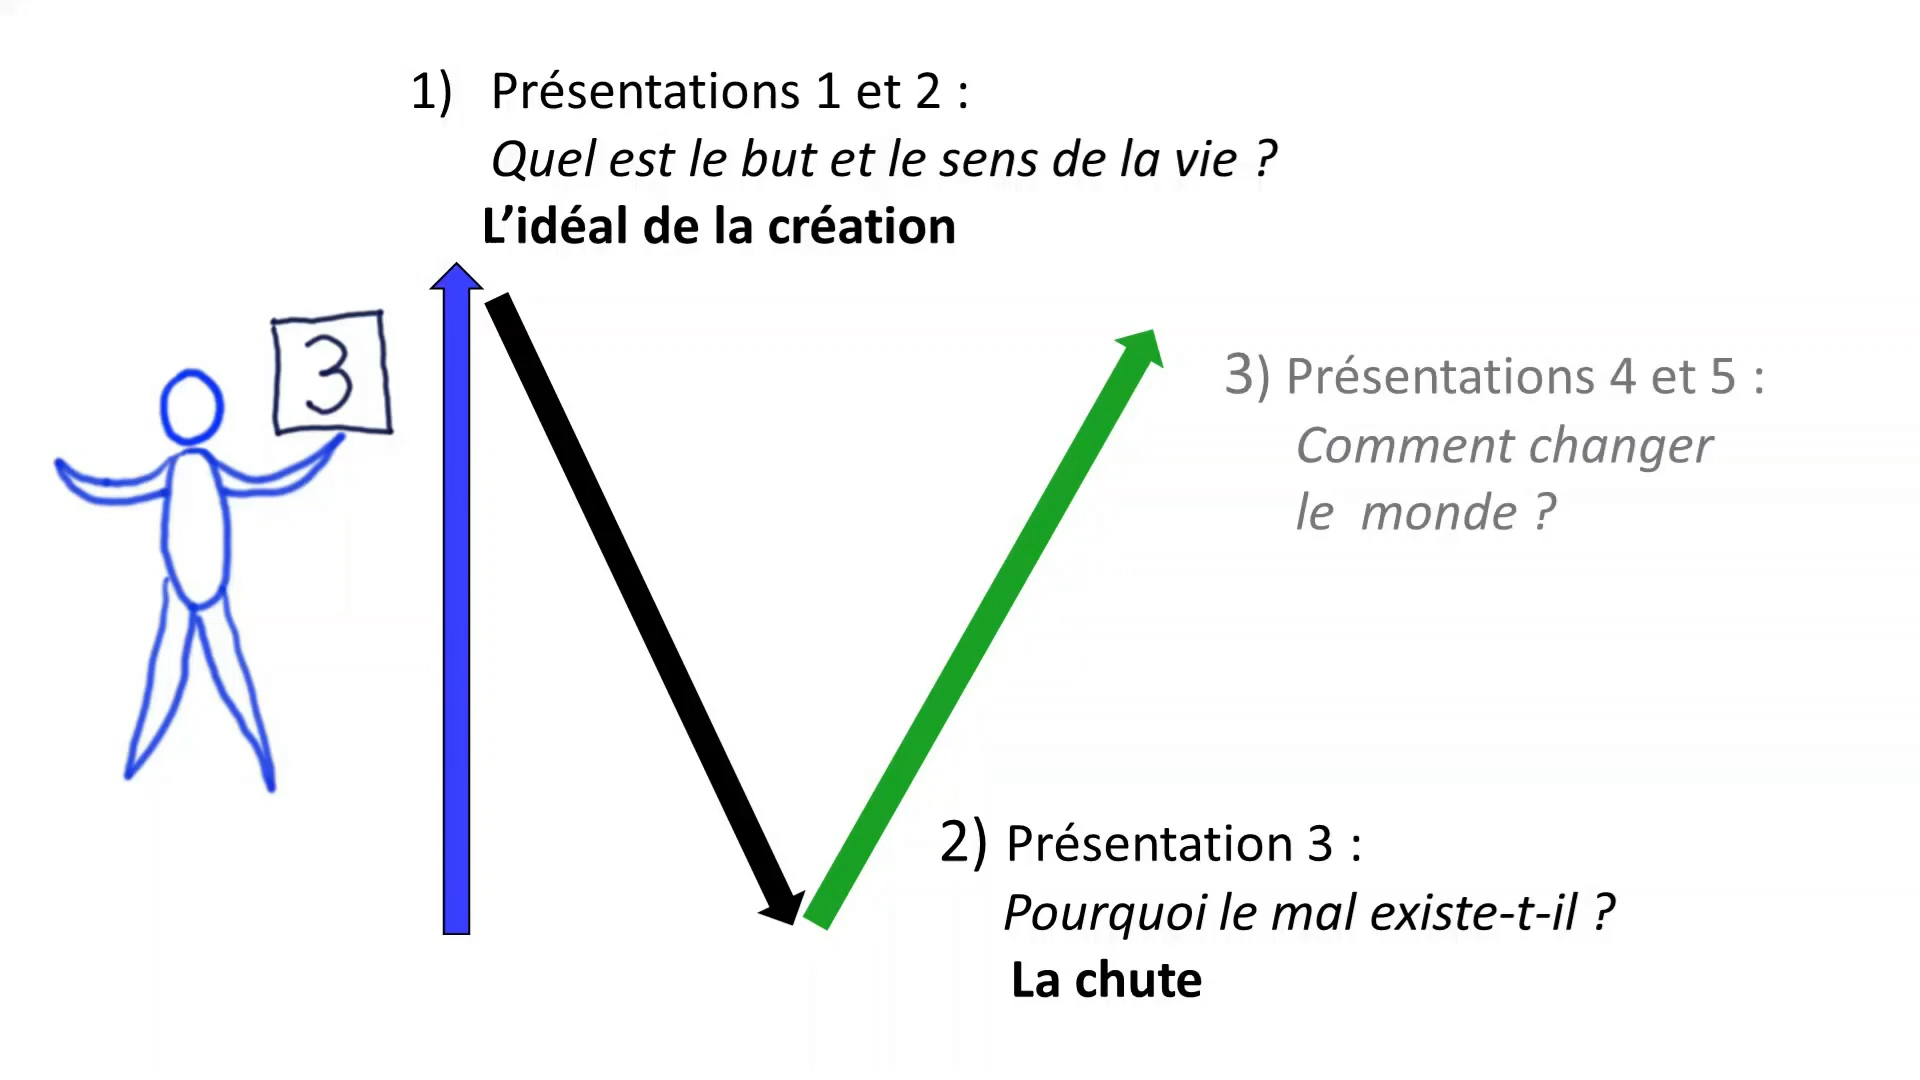 1) Présentations 1 et 2 :
Quel est le but et le sens de la vie ?
L’idéal de la création
3
3) Présentations 4 et 5 :
Comment changer
le monde ?
2) Présentation 3 :
Pourquoi le mal existe-t-il ?
La chute